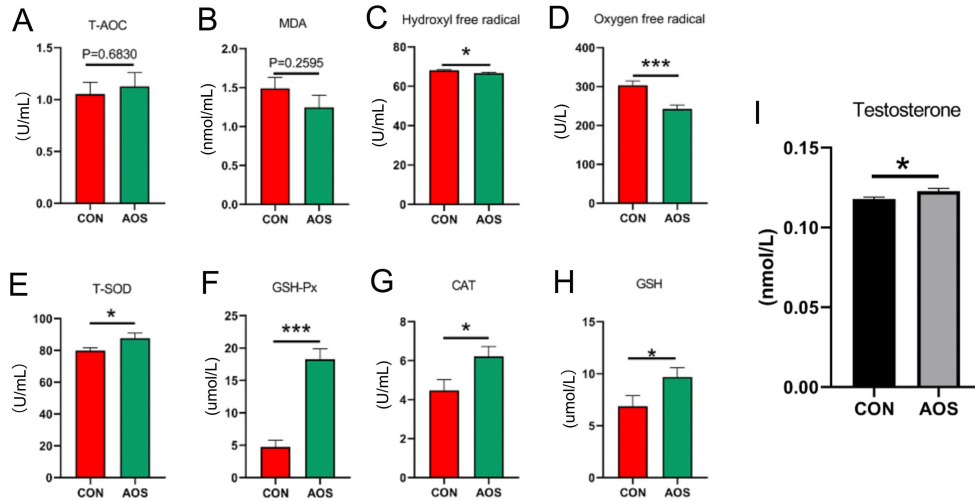 A
T-AOC
P=0.6830
(U/mL)
1.5
1.0
0.5
0.0
CON AOS
B
MDA
P=0.2595
(nmol/mL)
2.0
1.5
1.0
0.5
0.0
CON AOS
C
Hydroxyl free radical
*
(U/mL)
80
60
40
20
0
CON AOS
D
Oxygen free radical
***
(U/L)
400
300
200
100
0
CON AOS
E
T-SOD
*
(U/mL)
100
80
60
40
20
0
CON AOS
F
GSH-Px
***
(umol/L)
25
20
15
10
5
0
CON AOS
G
CAT
*
(U/mL)
8
6
4
2
0
CON AOS
H
GSH
*
(umol/L)
15
10
5
0
CON AOS
I
Testosterone
*
(nmol/L)
0.15
0.10
0.05
0.00
CON AOS